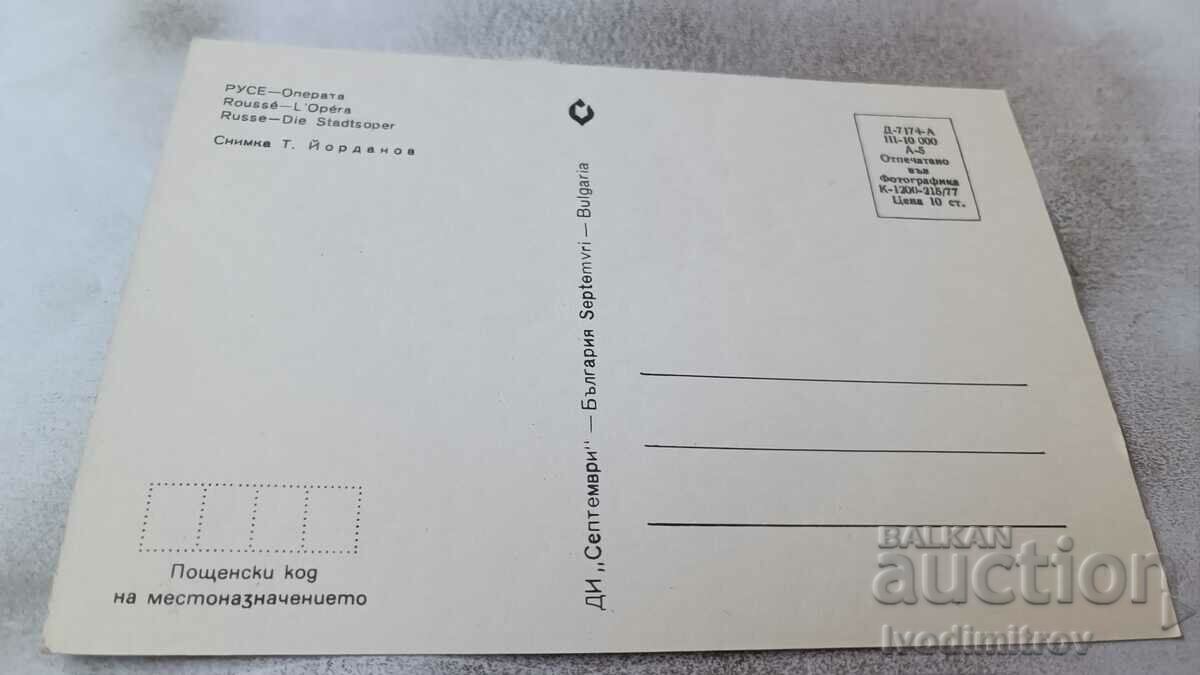 РУСЕ—Операта
Roussé—L'Opéra
Russe—Die Stadtsoper
Снимка Т. Йорданов
Д-7174-А
III-10 000
А-5
Отпечатано
във
Фотографика
К-1200-215/77
Цена 10 ст.
ДИ „Септември" — България Septemvri — Bulgaria
Пощенски код
на местоназначението
BALKAN
auction
Ivodimitrov